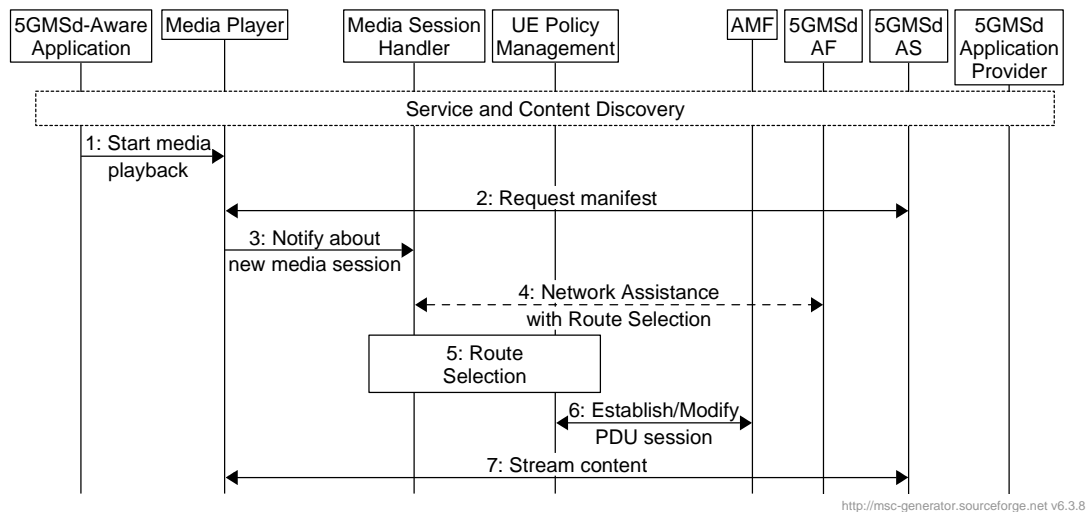 5GMSd-Aware
Application
Media Player
Media Session
Handler
UE Policy
Management
AMF
5GMSd
AF
5GMSd
AS
5GMSd
Application
Provider
Service and Content Discovery
1: Start media
playback
2: Request manifest
3: Notify about
new media session
4: Network Assistance
with Route Selection
5: Route
Selection
6: Establish/Modify
PDU session
7: Stream content
http://msc-generator.sourceforge.net v6.3.8